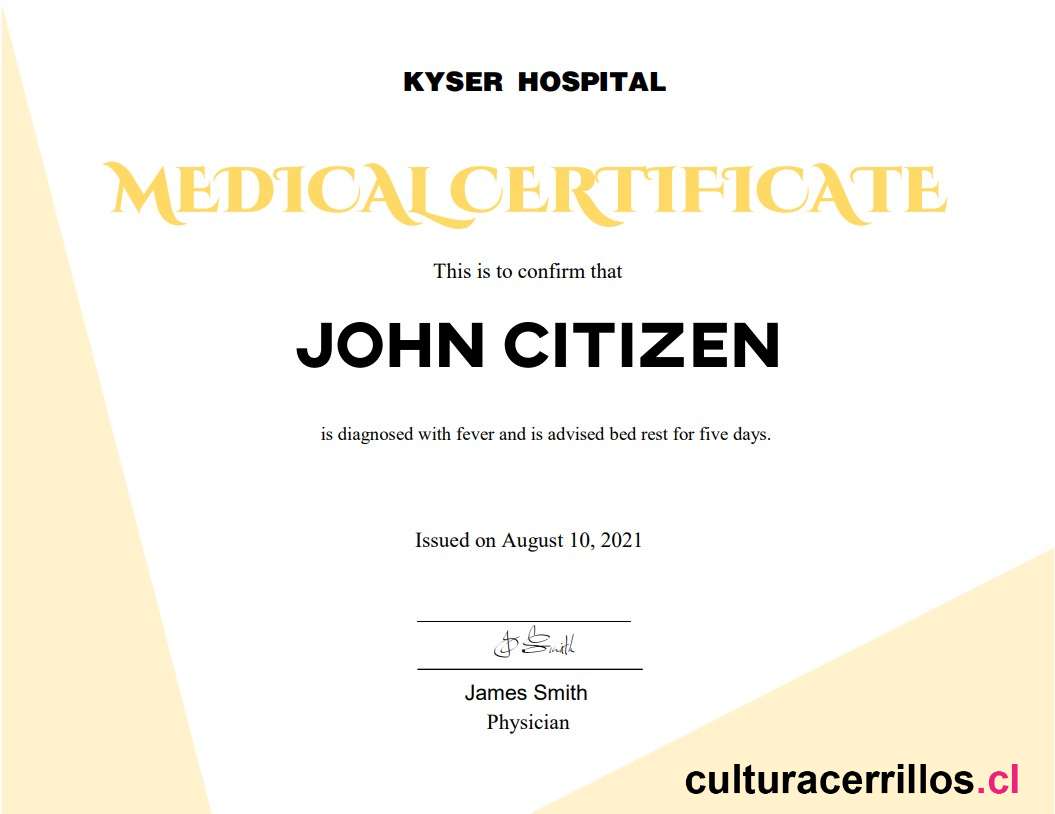 KYSER HOSPITAL
MEDICAL CERTIFICATE
This is to confirm that
JOHN CITIZEN
is diagnosed with fever and is advised bed rest for five days.
Issued on August 10, 2021
J Smith
James Smith
Physician
culturacerrillos.cl